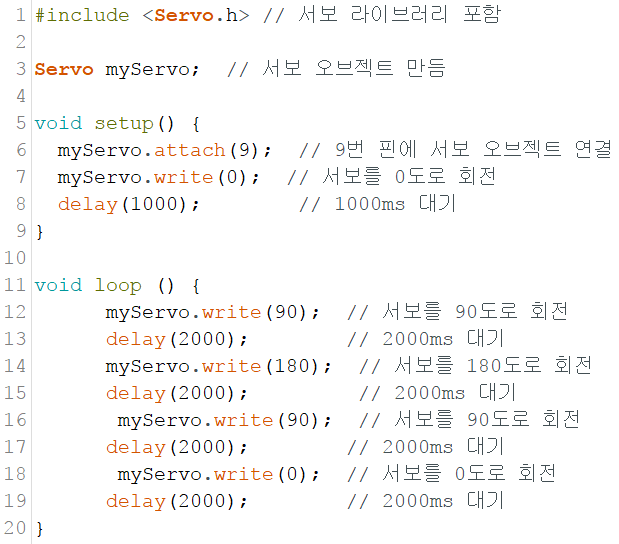 1 #include <Servo.h> // 서보 라이브러리 포함
2
3 Servo myServo;  // 서보 오브젝트 만듬
4
5 void setup() {
6   myServo.attach(9);  // 9번 핀에 서보 오브젝트 연결
7   myServo.write(0);  // 서보를 0도로 회전
8   delay(1000);        // 1000ms 대기
9 }
10
11 void loop () {
12       myServo.write(90);  // 서보를 90도로 회전
13       delay(2000);        // 2000ms 대기
14       myServo.write(180);  // 서보를 180도로 회전
15       delay(2000);         // 2000ms 대기
16        myServo.write(90);  // 서보를 90도로 회전
17       delay(2000);        // 2000ms 대기
18        myServo.write(0);  // 서보를 0도로 회전
19       delay(2000);        // 2000ms 대기
20 }